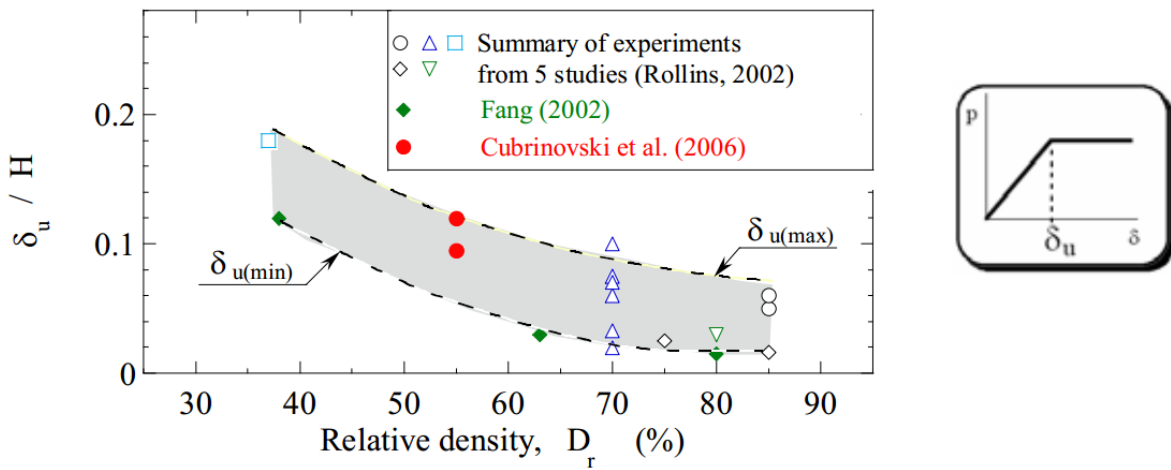 Summary of experiments
from 5 studies (Rollins, 2002)
Fang (2002)
Cubrinovski et al. (2006)
0.2
0.1
0
δu / H
δu(min)
δu(max)
30 40 50 60 70 80 90
Relative density, Dr (%)
p
δu
δ